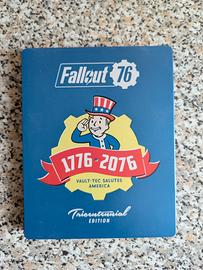 Fallout 76
1776-2076
VAULT-TEC SALUTES
AMERICA
Tricentennial
EDITION